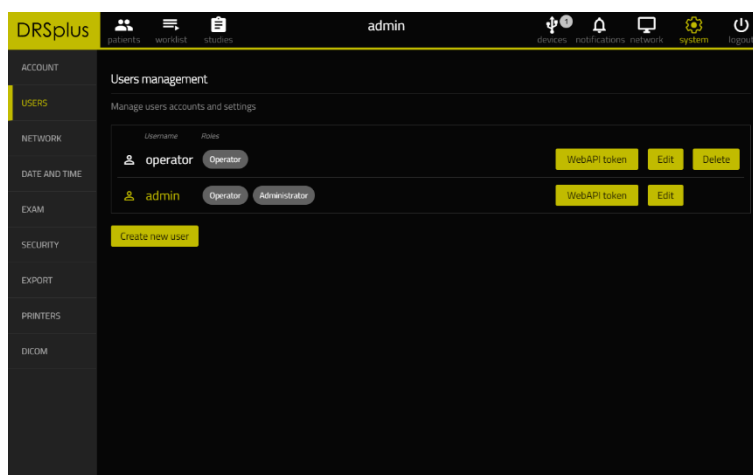 DRSplus
patients worklist studies
admin
1
devices notifications network system logout
ACCOUNT
USERS
NETWORK
DATE AND TIME
EXAM
SECURITY
EXPORT
PRINTERS
DICOM
Users management
Manage users accounts and settings
Username Roles
operator Operator WebAPI token Edit Delete
admin Operator Administrator WebAPI token Edit
Create new user